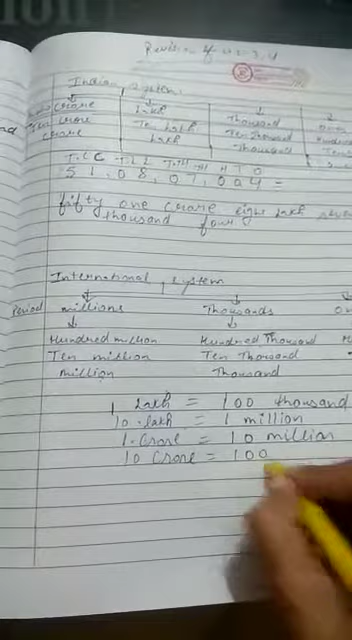 Revision of
Indian system
crore Lakh Thousand
Ten crore Ten Lakh Ten Thousand
crore Lakh Thousand
T.C C T.L L T.TH TH H T O
51,08,07,004 =
fifty one crore eight lakh seven
thousand four
International system
Period millions Thousands
Hundred million Hundred Thousand
Ten million Ten Thousand
million Thousand
1 Lakh = 100 thousand
10 lakh = 1 million
1 crore = 10 million
10 crore = 100